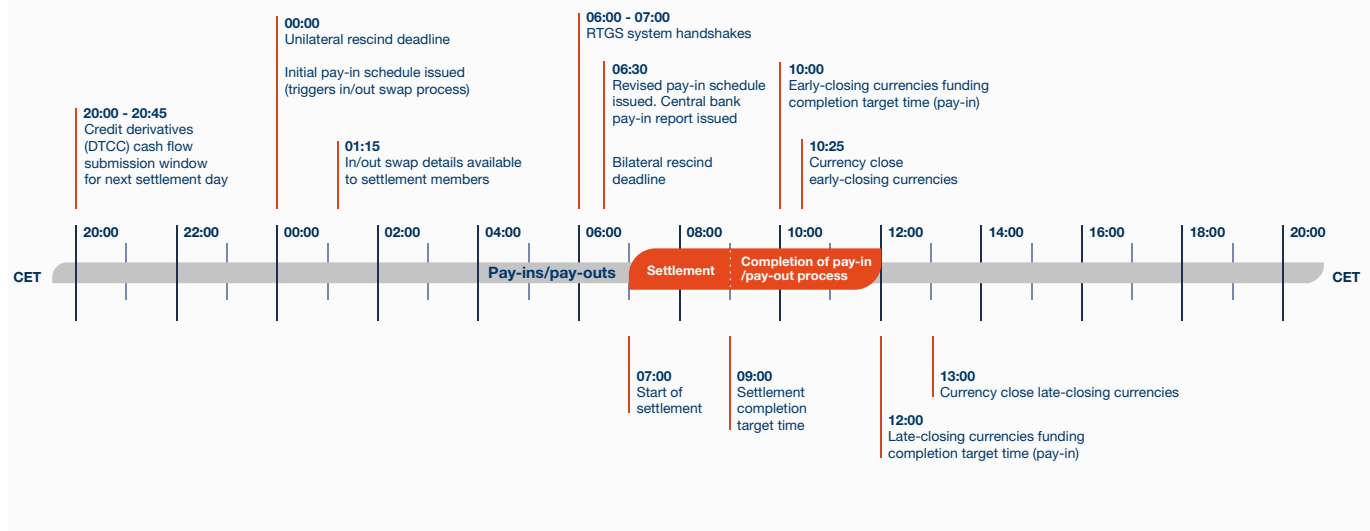 00:00
Unilateral rescind deadline
Initial pay-in schedule issued
(triggers in/out swap process)
06:00 - 07:00
RTGS system handshakes
06:30
Revised pay-in schedule
issued. Central bank
pay-in report issued
Bilateral rescind
deadline
10:00
Early-closing currencies funding
completion target time (pay-in)
20:00 - 20:45
Credit derivatives
(DTCC) cash flow
submission window
for next settlement day
01:15
In/out swap details available
to settlement members
10:25
Currency close
early-closing currencies
20:00
22:00
00:00
02:00
04:00
06:00
08:00
10:00
12:00
14:00
16:00
18:00
20:00
CET
Pay-ins/pay-outs
Settlement
Completion of pay-in
/pay-out process
CET
07:00
Start of
settlement
09:00
Settlement
completion
target time
13:00
Currency close late-closing currencies
12:00
Late-closing currencies funding
completion target time (pay-in)